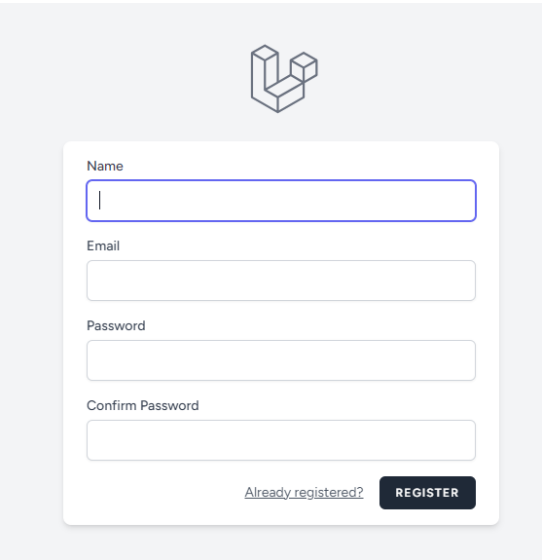 Name
Email
Password
Confirm Password
Already registered? REGISTER